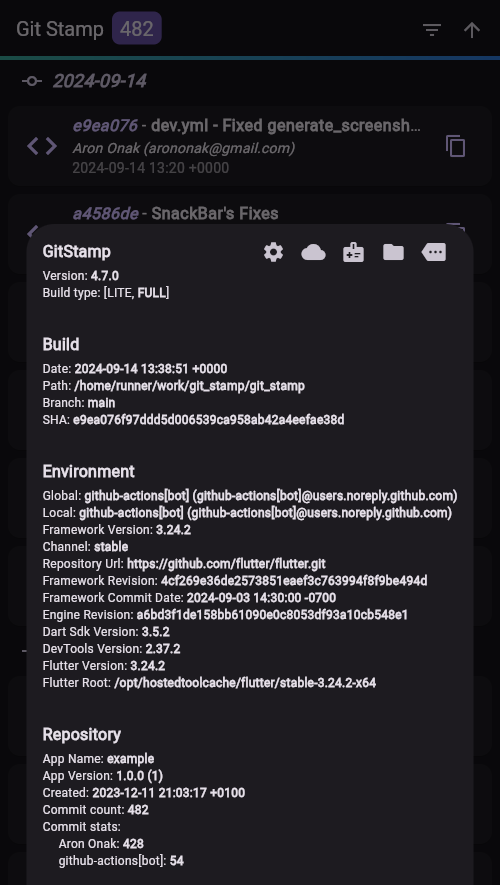 Git Stamp 482
2024-09-14
e9ea076 - dev.yml - Fixed generate_screensh...
Aron Onak (arononak@gmail.com)
2024-09-14 13:20 +0000
a4586de - SnackBar's Fixes
GitStamp
Version: 4.7.0
Build type: [LITE, FULL]
Build
Date: 2024-09-14 13:38:51 +0000
Path: /home/runner/work/git_stamp/git_stamp
Branch: main
SHA: e9ea076f97ddd5d006539ca958ab42a4eefae38d
Environment
Global: github-actions[bot] (github-actions[bot]@users.noreply.github.com)
Local: github-actions[bot] (github-actions[bot]@users.noreply.github.com)
Framework Version: 3.24.2
Channel: stable
Repository Url: https://github.com/flutter/flutter.git
Framework Revision: 4cf269e36de2573851eaef3c763994f8f9be494d
Framework Commit Date: 2024-09-03 14:30:00 -0700
Engine Revision: a6bd3f1de158bb61090e0c8053df93a10cb548e1
Dart Sdk Version: 3.5.2
DevTools Version: 2.37.2
Flutter Version: 3.24.2
Flutter Root: /opt/hostedtoolcache/flutter/stable-3.24.2-x64
Repository
App Name: example
App Version: 1.0.0 (1)
Created: 2023-12-11 21:03:17 +0100
Commit count: 482
Commit stats:
Aron Onak: 428
github-actions[bot]: 54